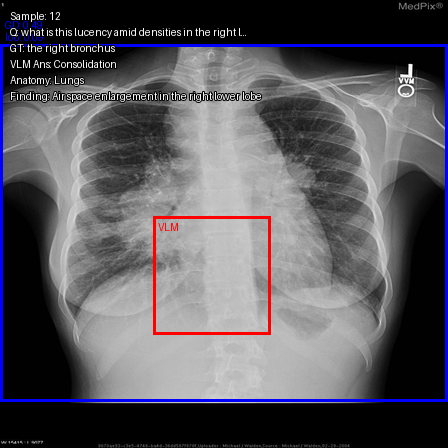 MedPix®
Sample: 12
Q: what is this lucency amid densities in the right l...
GT: the right bronchus
VLM Ans: Consolidation
Anatomy: Lungs
Finding: Airspace enlargement in the right lower lobe
L
VLM